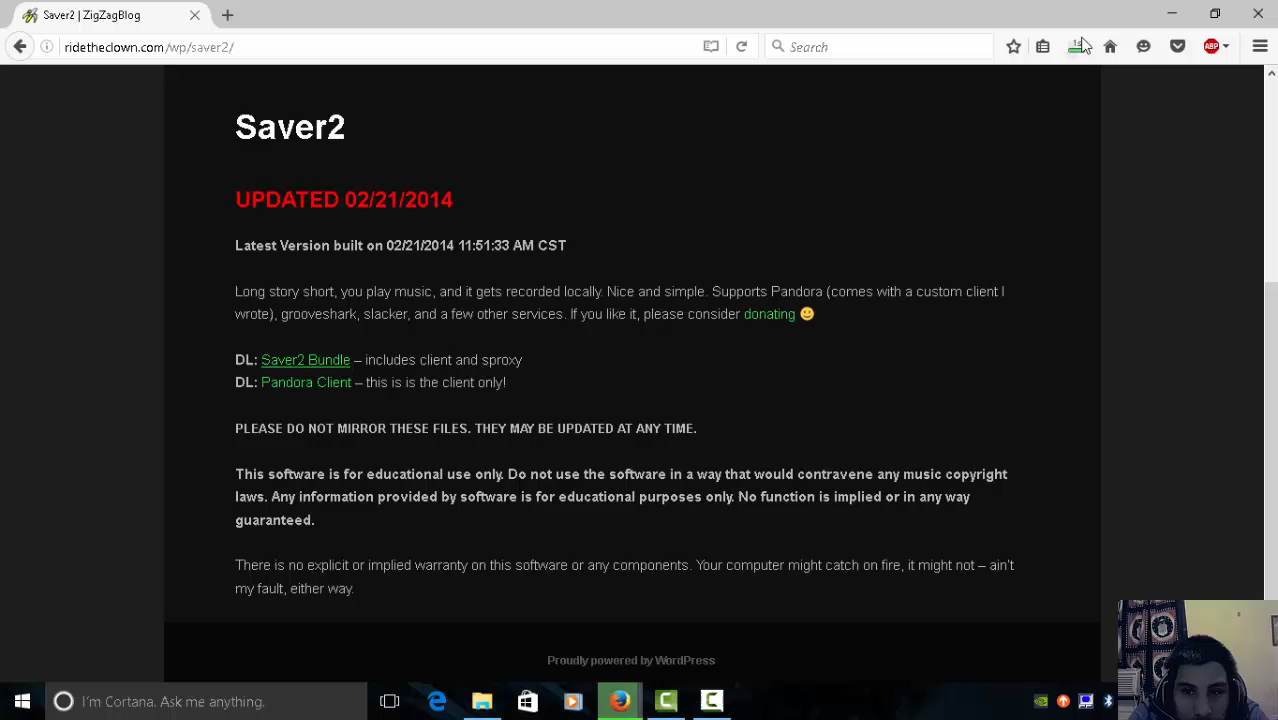 Saver2 | ZigZagBlog
ridetheclown.com/wp/saver2/
Search
ABP
Saver2
UPDATED 02/21/2014
Latest Version built on 02/21/2014 11:51:33 AM CST
Long story short, you play music, and it gets recorded locally. Nice and simple. Supports Pandora (comes with a custom client I
wrote), grooveshark, slacker, and a few other services. If you like it, please consider donating 🙂
DL: Saver2 Bundle – includes client and sproxy
DL: Pandora Client – this is is the client only!
PLEASE DO NOT MIRROR THESE FILES. THEY MAY BE UPDATED AT ANY TIME.
This software is for educational use only. Do not use the software in a way that would contravene any music copyright
laws. Any information provided by software is for educational purposes only. No function is implied or in any way
guaranteed.
There is no explicit or implied warranty on this software or any components. Your computer might catch on fire, it might not – ain't
my fault, either way.
Proudly powered by WordPress
I'm Cortana. Ask me anything.